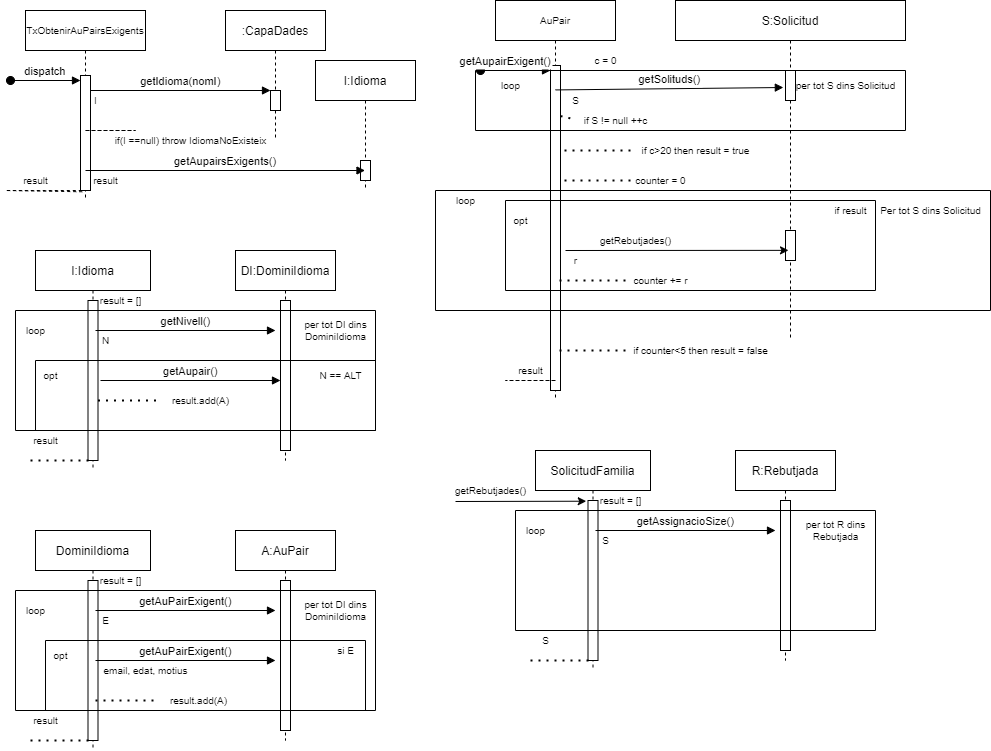 TxObtenirAuPairsExigents
:CapaDades
I:Idioma
dispatch
getIdioma(nomI)
I
if(I ==null) throw IdiomaNoExisteix
getAupairsExigents()
result
result
AuPair
S:Solicitud
getAupairExigent()
c = 0
loop
getSolituds()
per tot S dins Solicitud
S
if S != null ++c
if c>20 then result = true
counter = 0
loop
opt
if result
Per tot S dins Solicitud
getRebutjades()
r
counter += r
if counter<5 then result = false
result
I:Idioma
DI:DominiIdioma
result = []
loop
getNivell()
per tot DI dins
DominiIdioma
N
opt
getAupair()
N == ALT
result.add(A)
result
SolicitudFamilia
R:Rebutjada
getRebutjades()
result = []
loop
getAssignacioSize()
per tot R dins
Rebutjada
S
S
DominiIdioma
A:AuPair
result = []
loop
getAuPairExigent()
per tot DI dins
DominiIdioma
E
opt
getAuPairExigent()
si E
email, edat, motius
result.add(A)
result